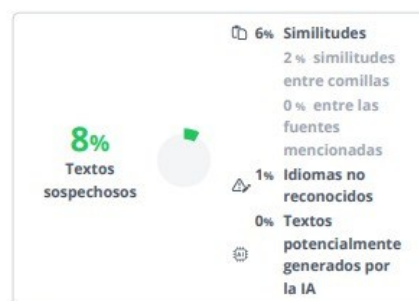 8%
Textos
sospechosos
6% Similitudes
2 % similitudes
entre comillas
0 % entre las
fuentes
mencionadas
1% Idiomas no
reconocidos
0% Textos
potencialmente
generados por
la IA
AI